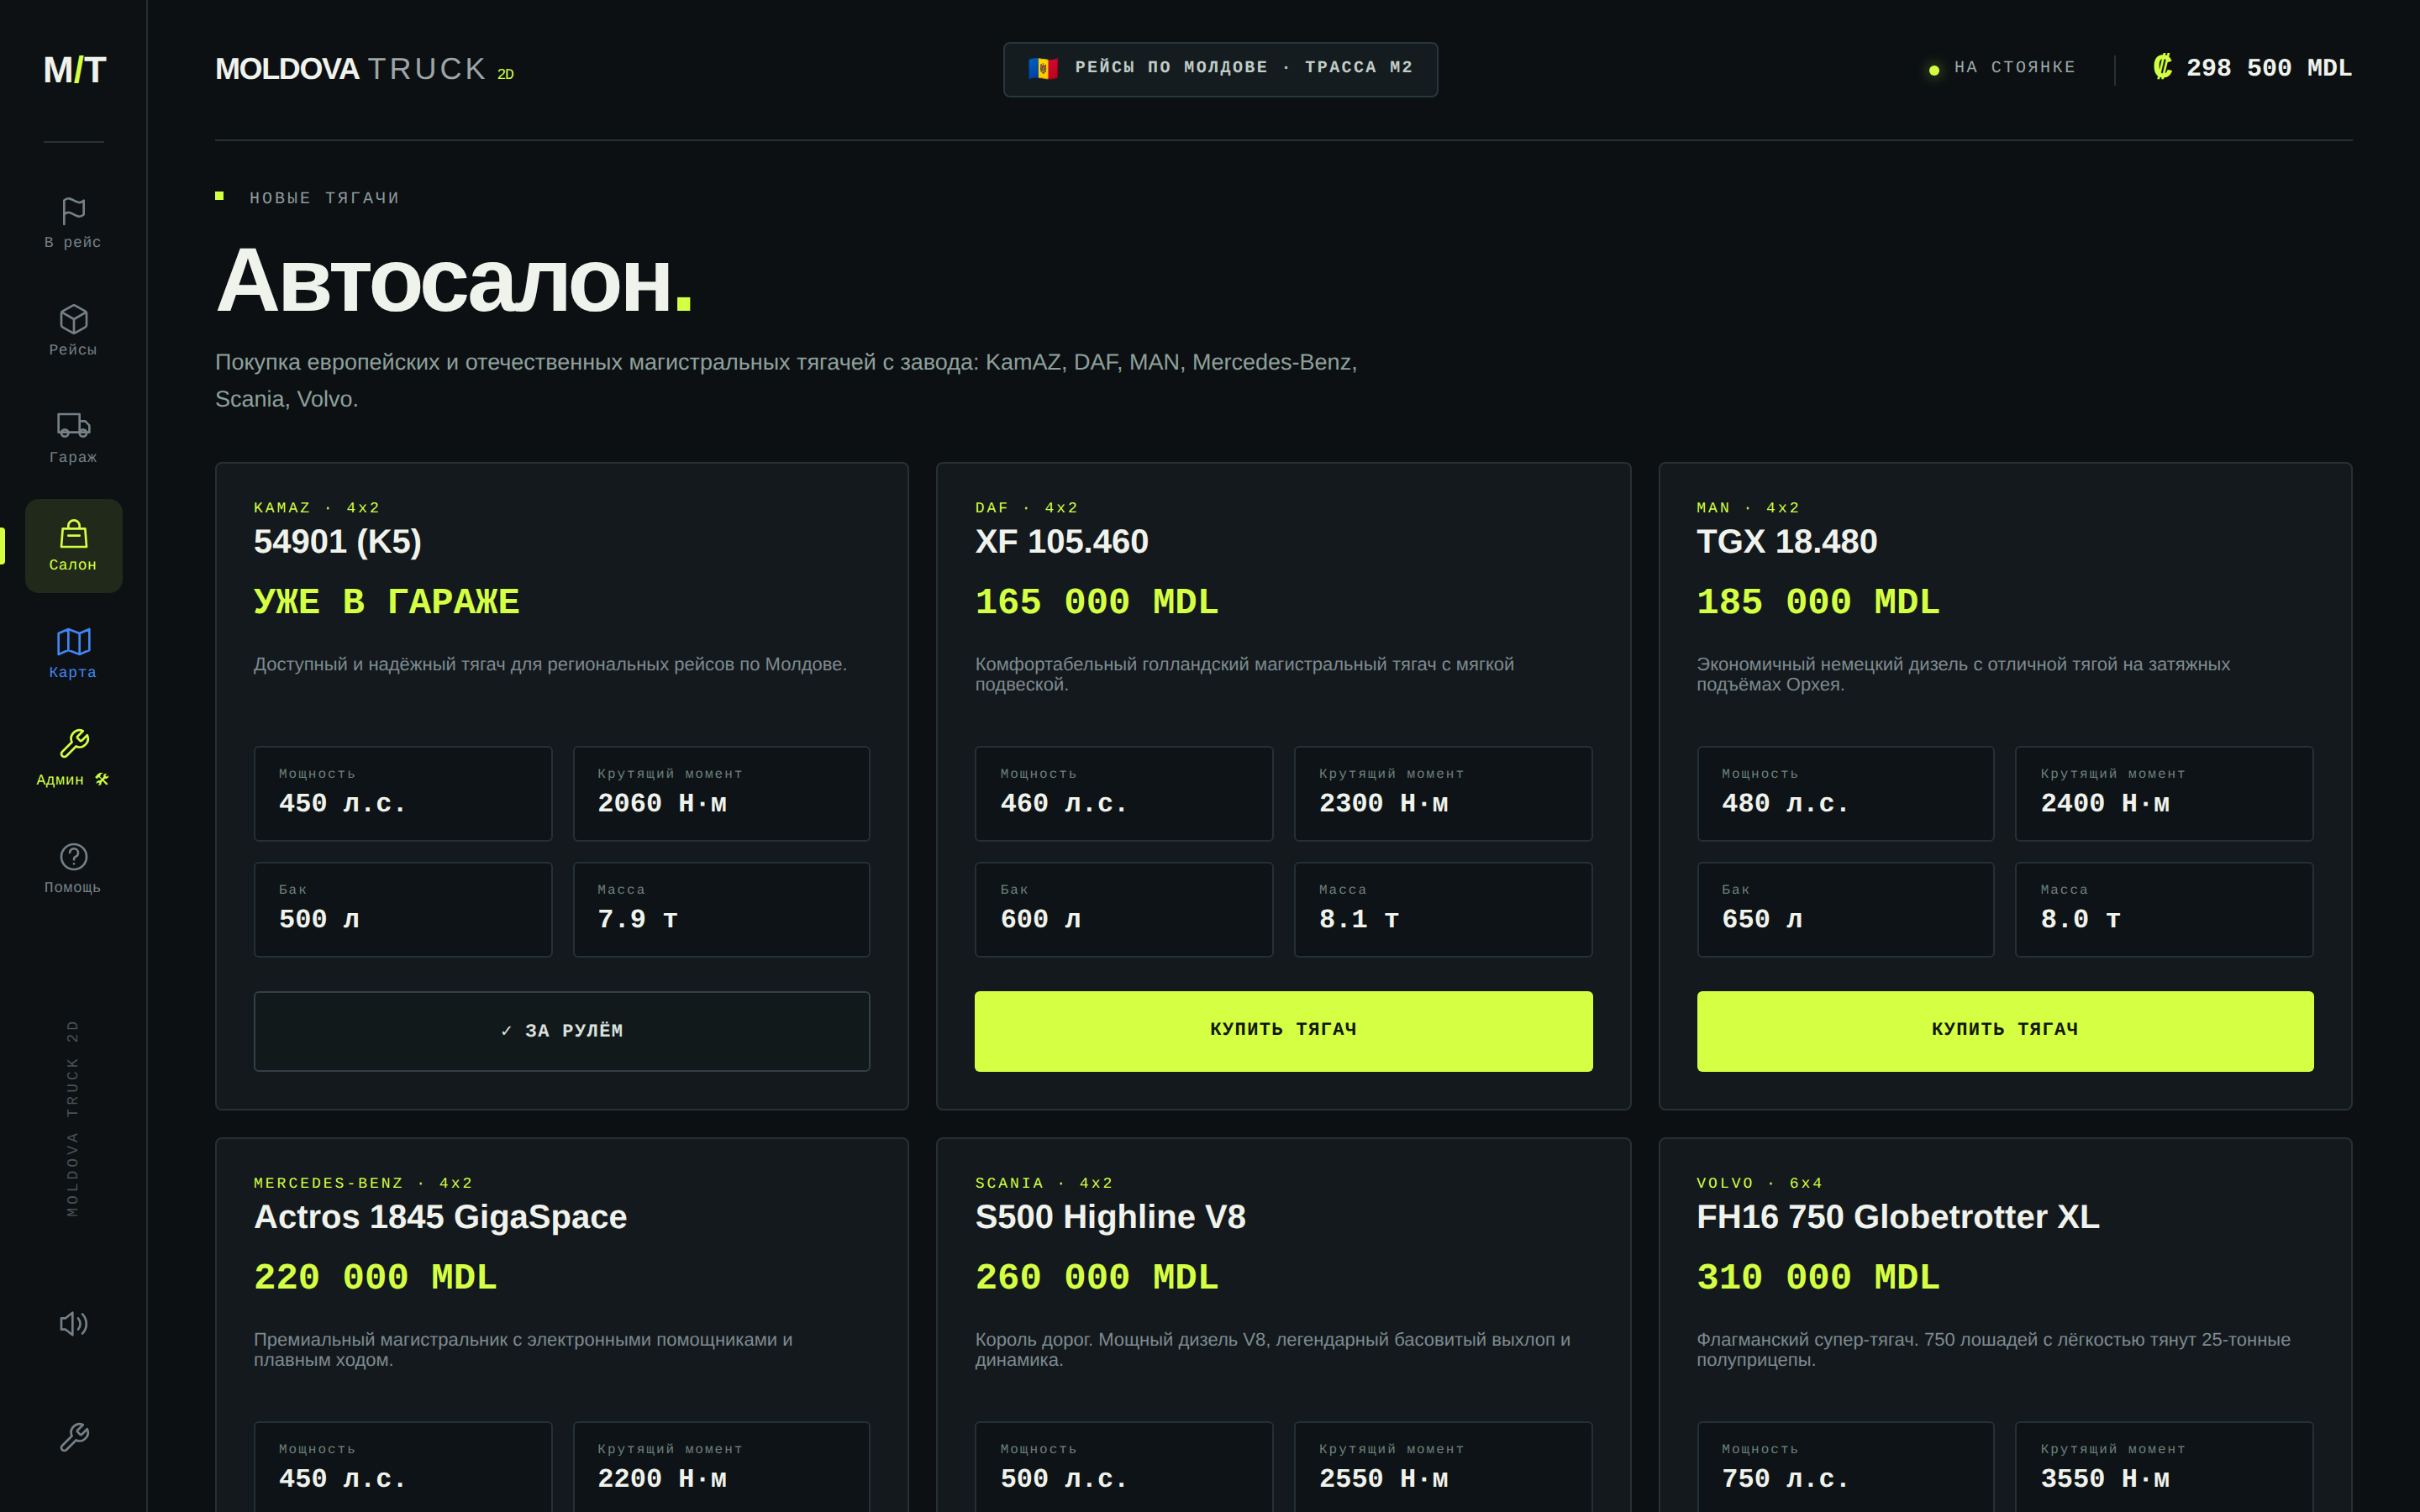 M/T
В рейс
Рейсы
Гараж
Салон
Карта
Админ 🛠
Помощь
MOLDOVA TRUCK 2D
MOLDOVA TRUCK 2D
🇲🇩 РЕЙСЫ ПО МОЛДОВЕ · ТРАССА М2
НА СТОЯНКЕ
₡ 298 500 MDL
НОВЫЕ ТЯГАЧИ
Автосалон.
Покупка европейских и отечественных магистральных тягачей с завода: KamAZ, DAF, MAN, Mercedes-Benz,
Scania, Volvo.
KAMAZ · 4x2
54901 (K5)
УЖЕ В ГАРАЖЕ
Доступный и надёжный тягач для региональных рейсов по Молдове.
Мощность
450 л.с.
Крутящий момент
2060 Н·м
Бак
500 л
Масса
7.9 т
✓ ЗА РУЛЁМ
DAF · 4x2
XF 105.460
165 000 MDL
Комфортабельный голландский магистральный тягач с мягкой
подвеской.
Мощность
460 л.с.
Крутящий момент
2300 Н·м
Бак
600 л
Масса
8.1 т
КУПИТЬ ТЯГАЧ
MAN · 4x2
TGX 18.480
185 000 MDL
Экономичный немецкий дизель с отличной тягой на затяжных
подъёмах Орхея.
Мощность
480 л.с.
Крутящий момент
2400 Н·м
Бак
650 л
Масса
8.0 т
КУПИТЬ ТЯГАЧ
MERCEDES-BENZ · 4x2
Actros 1845 GigaSpace
220 000 MDL
Премиальный магистральник с электронными помощниками и
плавным ходом.
Мощность
450 л.с.
Крутящий момент
2200 Н·м
SCANIA · 4x2
S500 Highline V8
260 000 MDL
Король дорог. Мощный дизель V8, легендарный басовитый выхлоп и
динамика.
Мощность
500 л.с.
Крутящий момент
2550 Н·м
VOLVO · 6x4
FH16 750 Globetrotter XL
310 000 MDL
Флагманский супер-тягач. 750 лошадей с лёгкостью тянут 25-тонные
полуприцепы.
Мощность
750 л.с.
Крутящий момент
3550 Н·м